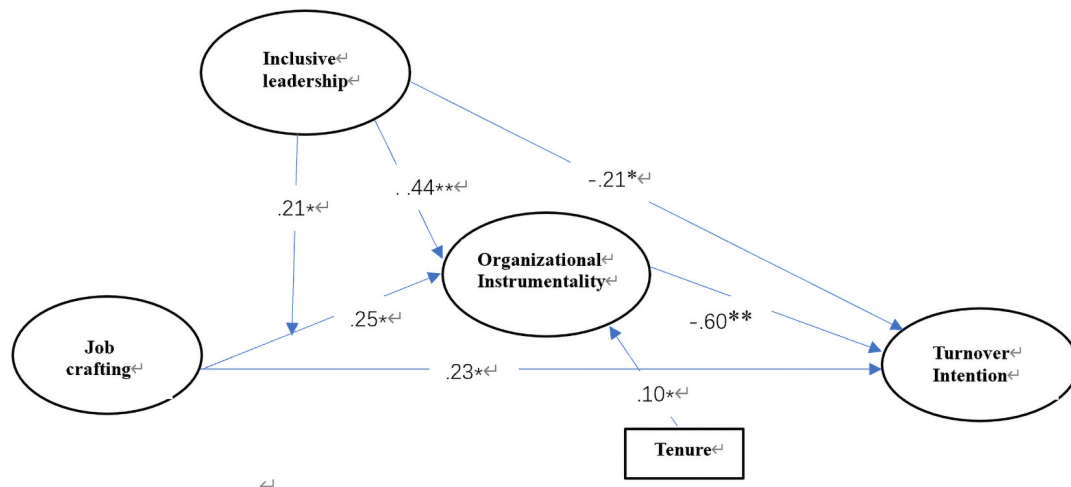 Inclusive↵
leadership↵
-.21*↵
. .44**↵
.21*↵
Organizational↵
Instrumentality↵
.25*↵
-.60**
Job↵
crafting↵
.23*↵
Turnover↵
Intention↵
.10*↵
Tenure↵
↵